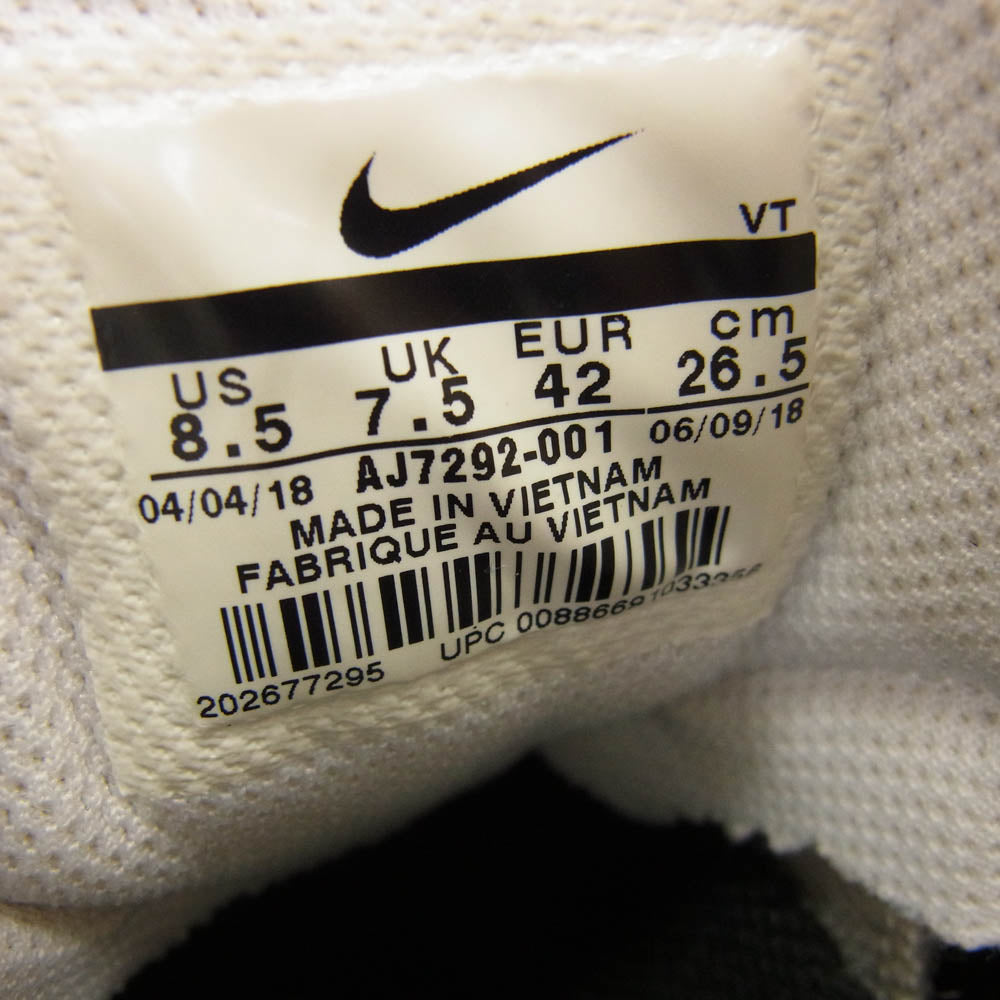 VT
US UK EUR cm
8.5 7.5 42 26.5
04/04/18 AJ7292-001 06/09/18
MADE IN VIETNAM
FABRIQUE AU VIETNAM
202677295 UPC